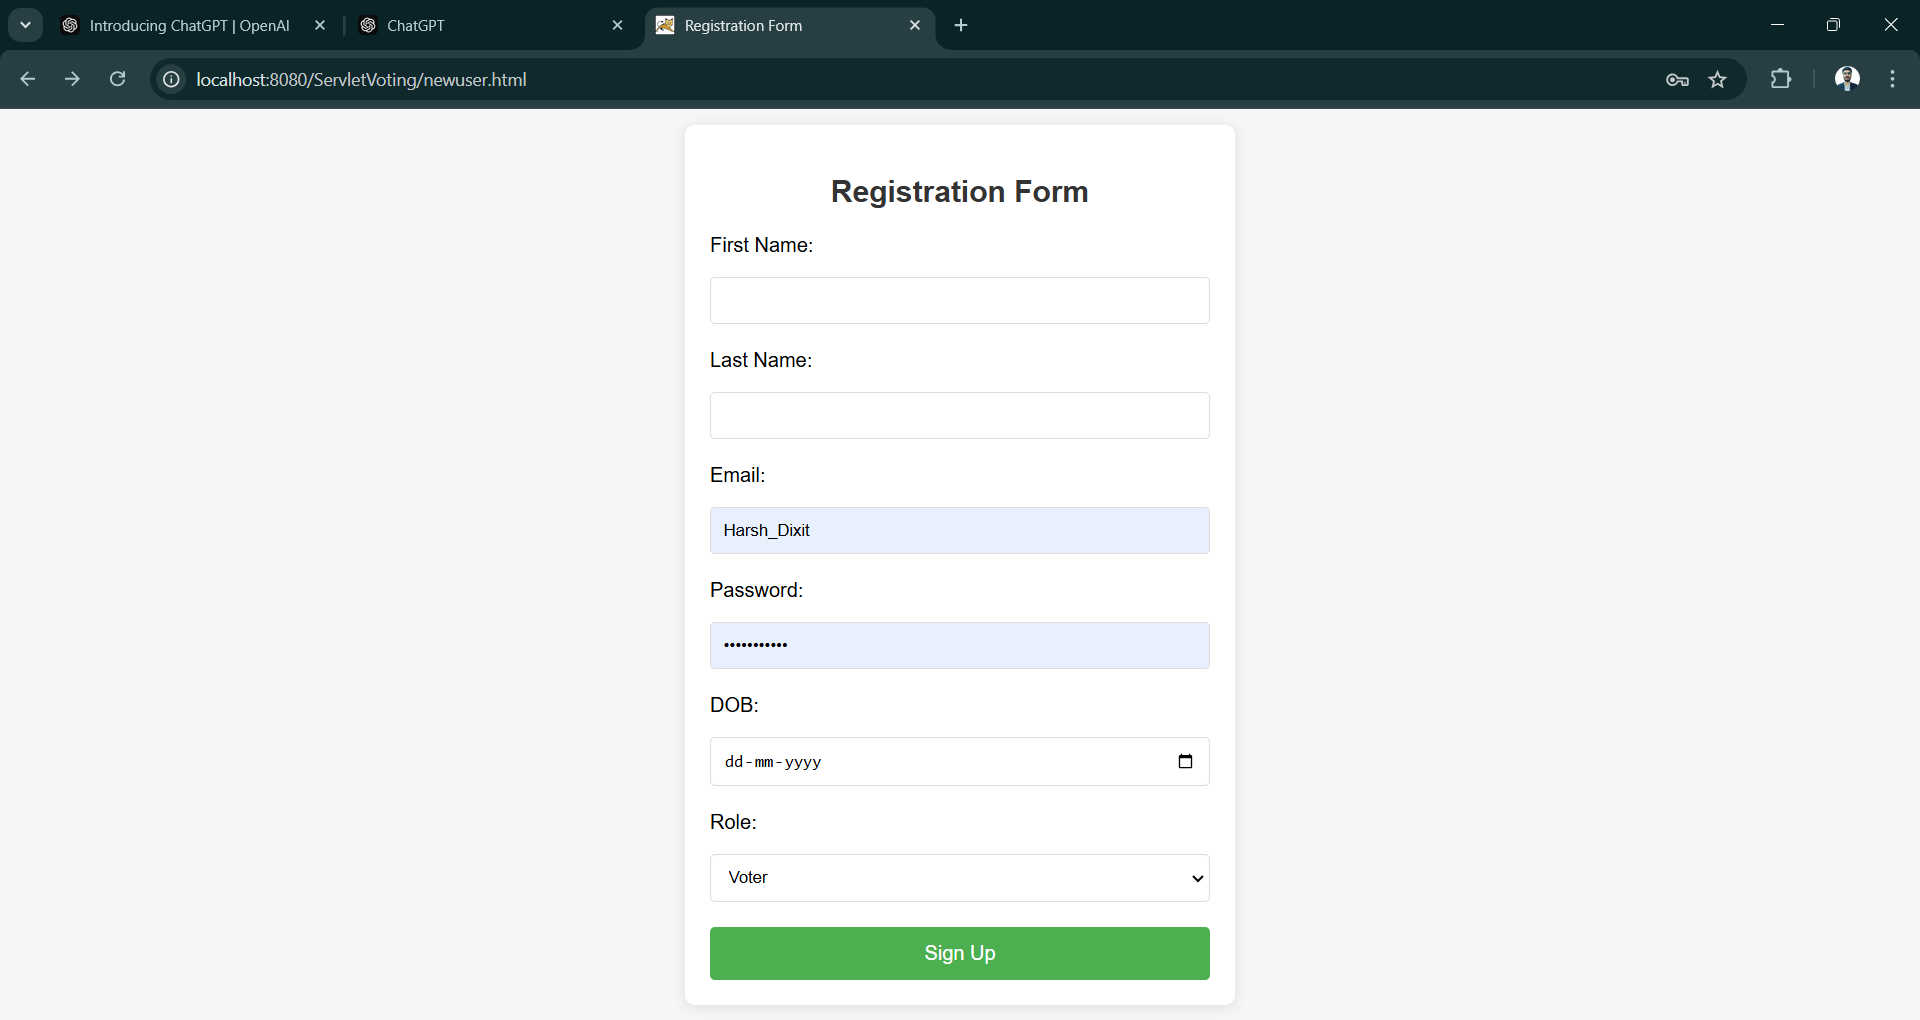 Introducing ChatGPT | OpenAI
ChatGPT
Registration Form
localhost:8080/ServletVoting/newuser.html
Registration Form
First Name:
Last Name:
Email:
Harsh_Dixit
Password:
•••••••••••
DOB:
dd-mm-yyyy
Role:
Voter
Sign Up